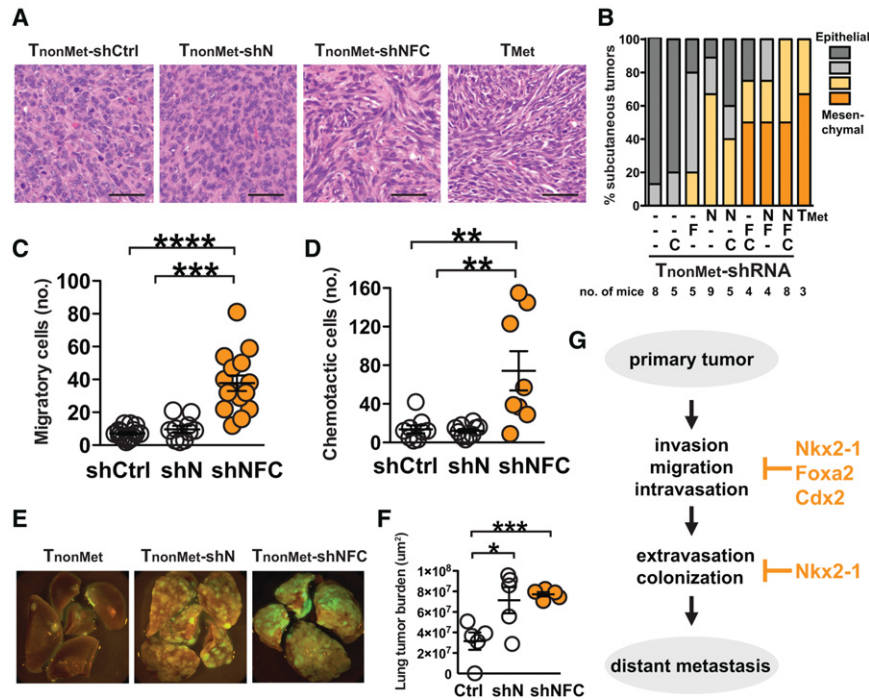 A
TnonMet-shCtrl
TnonMet-shN
TnonMet-shNFC
TMet
B
% subcutaneous tumors
100
80
60
40
20
0
Epithelial
Mesen-
chymal
- - - N N - N N TMet
- - F - - F F F
- C - - C C - C
TnonMet-shRNA
no. of mice 8 5 5 9 5 4 4 8 3
C
Migratory cells (no.)
100
80
60
40
20
0
****
***
shCtrl shN shNFC
D
Chemotactic cells (no.)
160
120
80
40
0
**
**
shCtrl shN shNFC
E
TnonMet
TnonMet-shN
TnonMet-shNFC
F
Lung tumor burden (um²)
1×10⁸
8×10⁷
6×10⁷
4×10⁷
2×10⁷
0
***
*
Ctrl shN shNFC
G
primary tumor
invasion
migration
intravasation
Nkx2-1
Foxa2
Cdx2
extravasation
colonization
Nkx2-1
distant metastasis